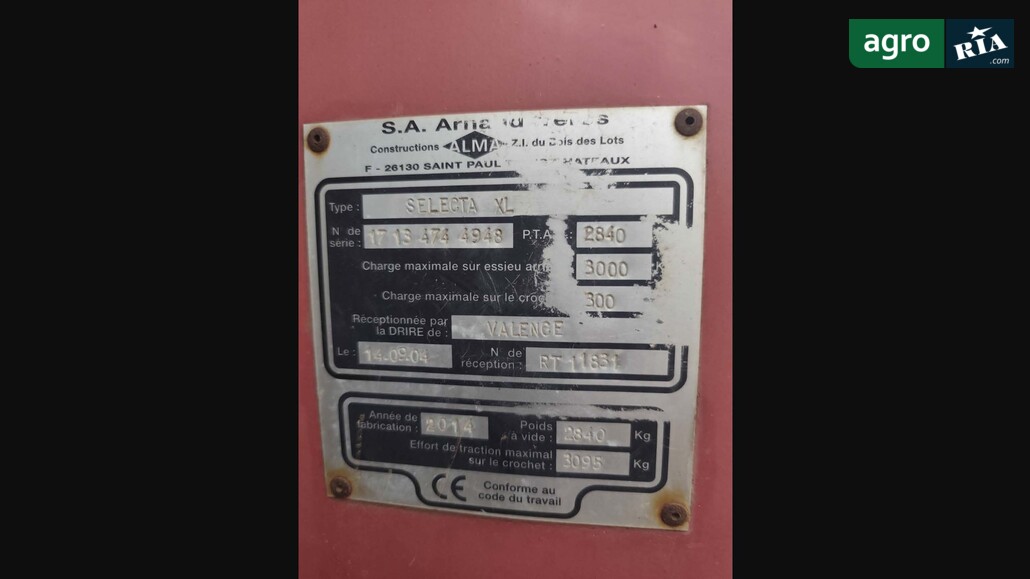 agro RIA.com
S.A. Arna
Constructions ALMA Z.I. du Bois des Lots
F - 26130 SAINT PAUL
Type : SELECTA XL
N de série : 17 13 474 4948 P.T.A : 2840
Charge maximale sur essieu 3000
Charge maximale sur le 300
Réceptionnée par
la DRIRE de : VALENCE
Le : 14.09.04 N de réception : RT 11831
Année de fabrication : 2014 Poids à vide : 2840 Kg
Effort de traction maximal
sur le crochet : 3095 Kg
CE Conforme au
code du travail